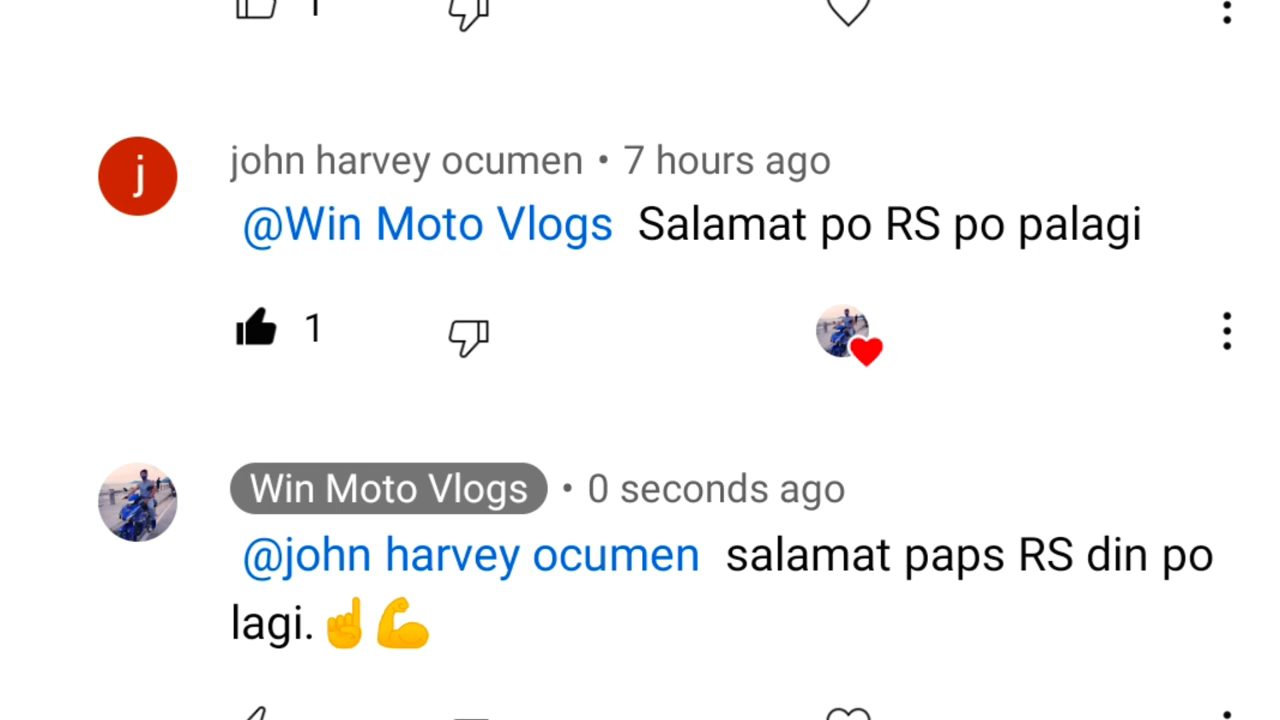 1
john harvey ocumen • 7 hours ago
@Win Moto Vlogs Salamat po RS po palagi
1
Win Moto Vlogs • 0 seconds ago
@john harvey ocumen salamat paps RS din po
lagi.☝️💪